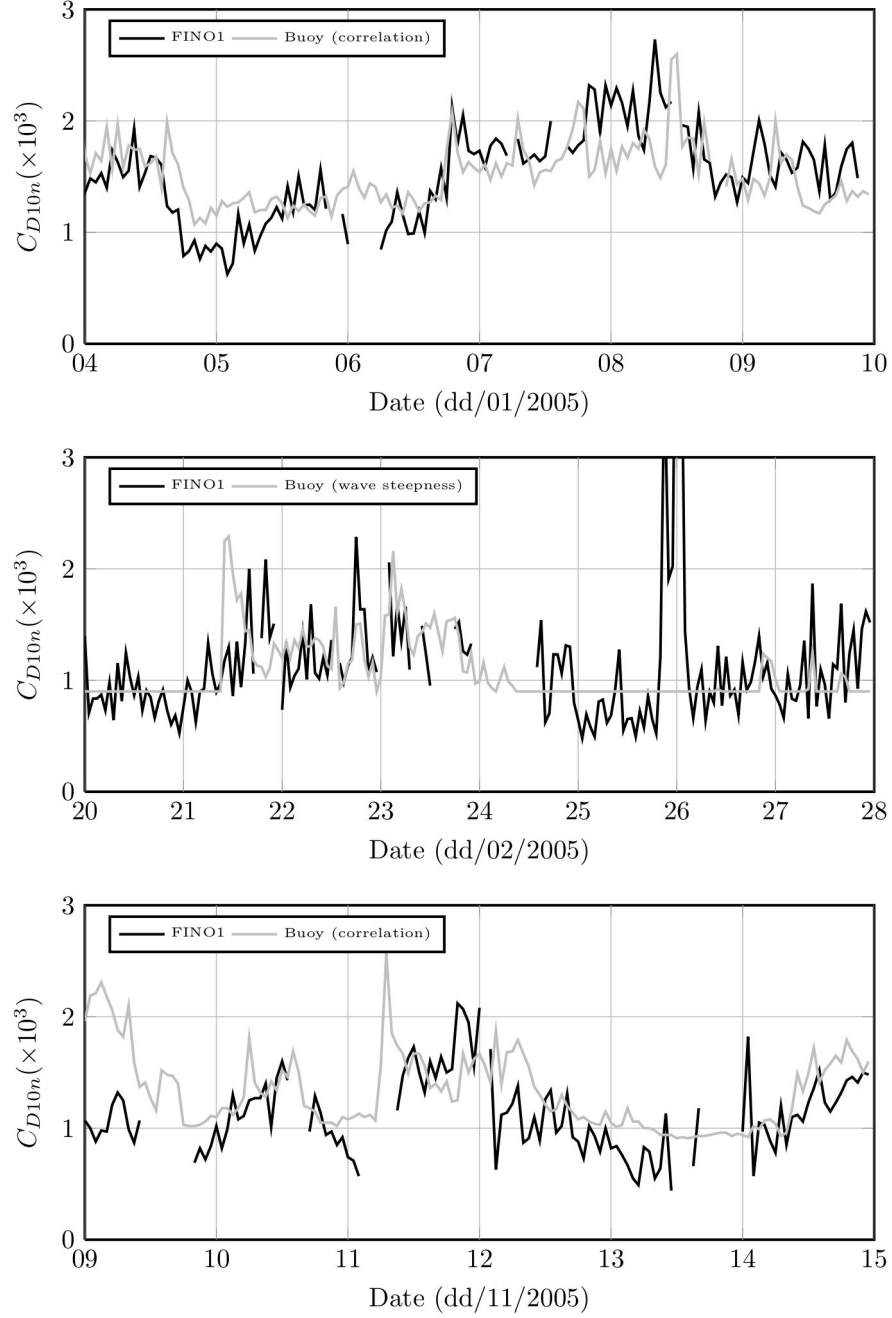 3
FINO1 Buoy (correlation)
2
C_{D10n}(×10^3)
1
0
04 05 06 07 08 09 10
Date (dd/01/2005)
3
FINO1 Buoy (wave steepness)
2
C_{D10n}(×10^3)
1
0
20 21 22 23 24 25 26 27 28
Date (dd/02/2005)
3
FINO1 Buoy (correlation)
2
C_{D10n}(×10^3)
1
0
09 10 11 12 13 14 15
Date (dd/11/2005)